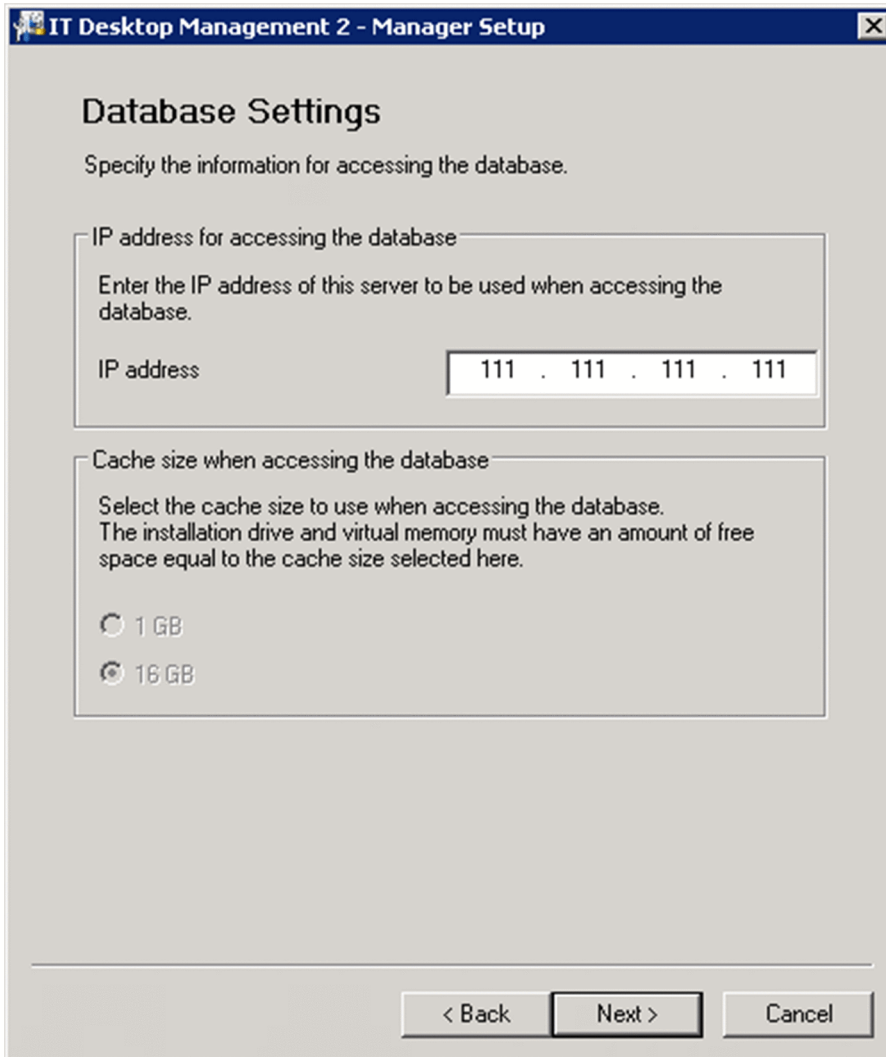 IT Desktop Management 2 - Manager Setup
Database Settings
Specify the information for accessing the database.
IP address for accessing the database
Enter the IP address of this server to be used when accessing the
database.
IP address 111 . 111 . 111 . 111
Cache size when accessing the database
Select the cache size to use when accessing the database.
The installation drive and virtual memory must have an amount of free
space equal to the cache size selected here.
1 GB
16 GB
< Back Next > Cancel